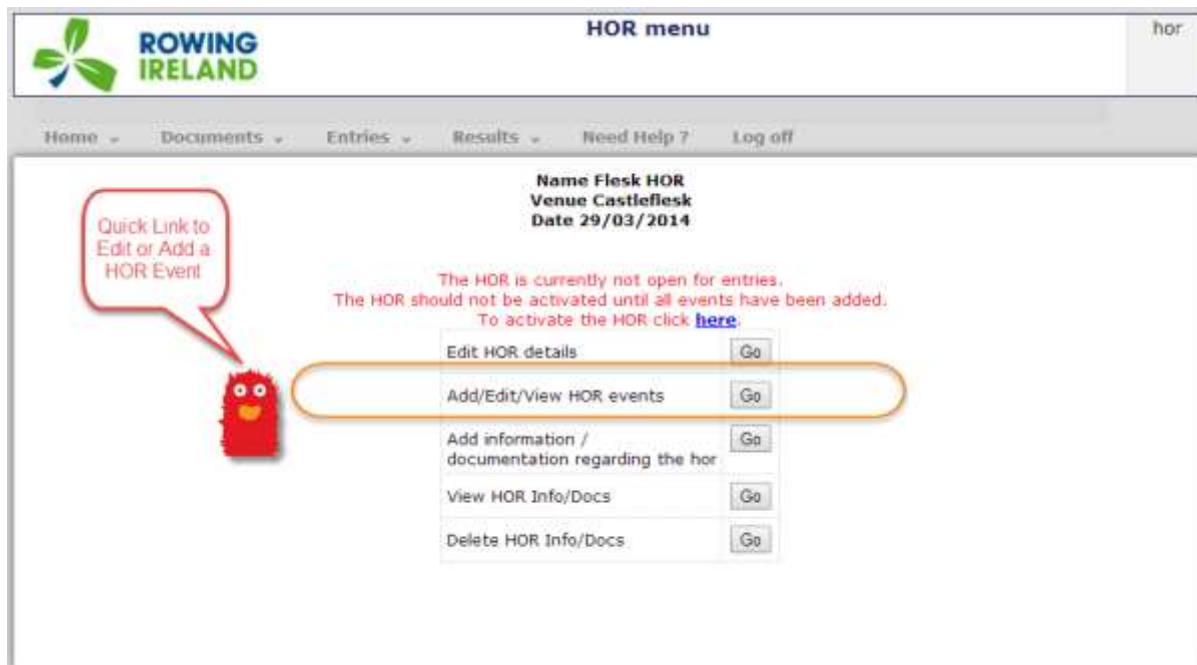 ROWING
IRELAND
HOR menu
hor
Home
Documents
Entries
Results
Need Help ?
Log off
Name Flesk HOR
Venue Castleflesk
Date 29/03/2014
Quick Link to
Edit or Add a
HOR Event
The HOR is currently not open for entries.
The HOR should not be activated until all events have been added.
To activate the HOR click here.
Edit HOR details Go
Add/Edit/View HOR events Go
Add information / Go
documentation regarding the hor
View HOR Info/Docs Go
Delete HOR Info/Docs Go